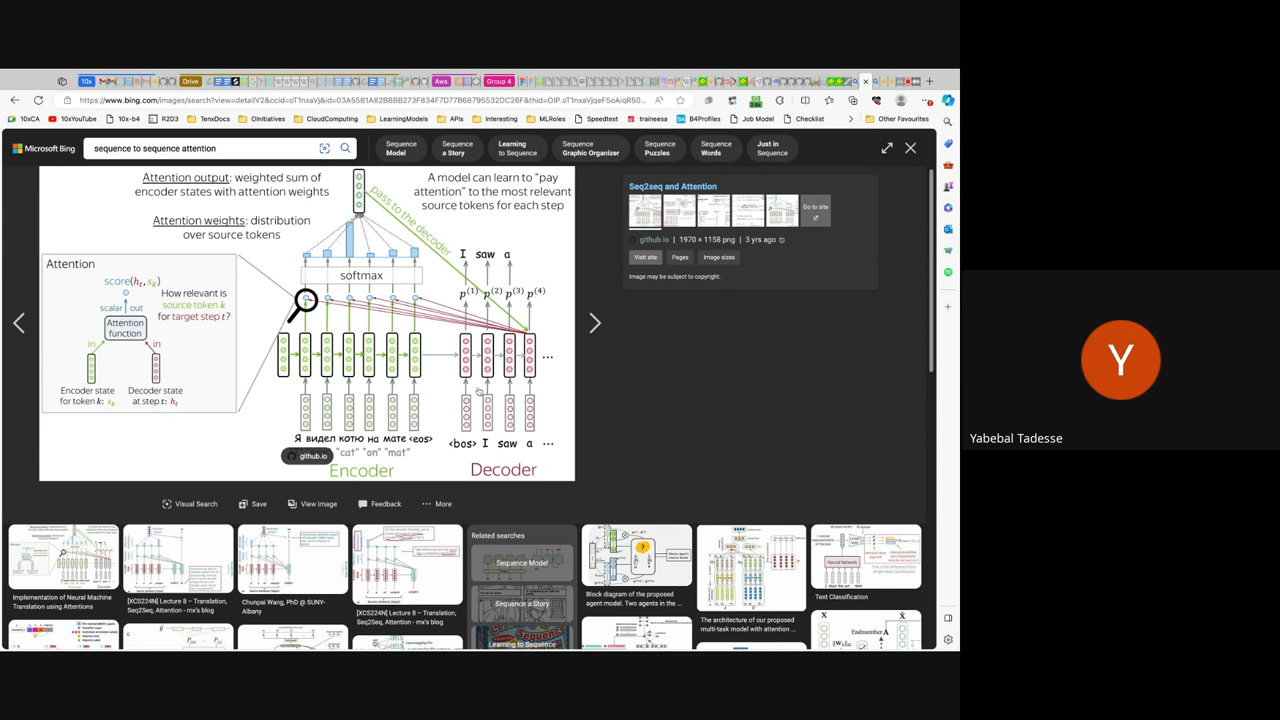 10x
Drive
Aws
Group 4
https://www.bing.com/images/search?view=detailV2&ccid=oT1nxaVj&id=03A55B1A82BBBB273F834F7D77B68795532DC26F&thid=OIP.oT1nxaVjqeF5oAiqR50...
10xCA
10xYouTube
10x-b4
R2D3
TenxDocs
OInitiatives
CloudComputing
LearningModels
APIs
Interesting
MLRoles
Speedtest
traineesa
B4Profiles
Job Model
Checklist
Other Favourites
Microsoft Bing
sequence to sequence attention
Sequence Model
Sequence a Story
Learning to Sequence
Sequence Graphic Organizer
Sequence Puzzles
Sequence Words
Just in Sequence
Attention output: weighted sum of
encoder states with attention weights
Attention weights: distribution
over source tokens
A model can learn to "pay
attention" to the most relevant
source tokens for each step
pass to the decoder
softmax
I saw a
p(1) p(2) p(3) p(4)
Attention
score(ht, sk)
scalar out
Attention
function
in
in
How relevant is
source token k
for target step t?
Encoder state
for token k: sk
Decoder state
at step t: ht
...
Я видел котю на мате <eos>
"cat" "on" "mat"
<bos> I saw a ...
github.io
Encoder
Decoder
Seq2seq and Attention
Go to site
github.io | 1970 × 1158 png | 3 yrs ago
Visit site
Pages
Image sizes
Image may be subject to copyright.
Visual Search
Save
View image
Feedback
More
Implementation of Neural Machine
Translation using Attentions
[XCS224N] Lecture 8 – Translation,
Seq2Seq, Attention - mx's blog
Chunpai Wang, PhD @ SUNY-
Albany
[XCS224N] Lecture 8 – Translation,
Seq2Seq, Attention - mx's blog
Related searches
Sequence Model
Sequence a Story
Learning to Sequence
Block diagram of the proposed
agent model. Two agents in the ...
The architecture of our proposed
multi-task model with attention ...
Text Classification
Neural Network
Endmember
Y
Yabebal Tadesse